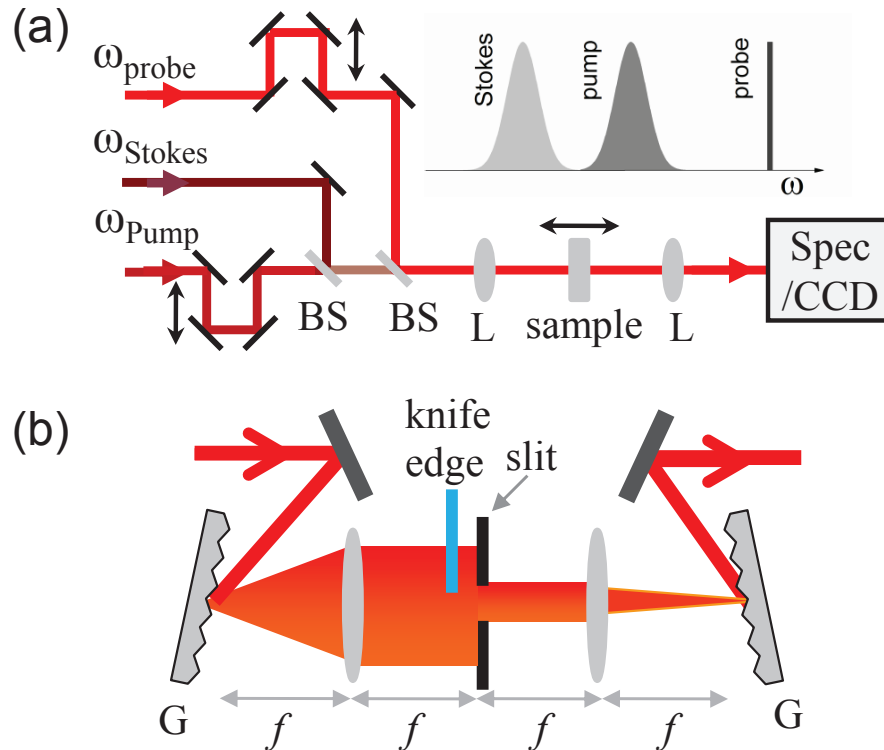 (a)
ωprobe
ωStokes
ωPump
Stokes
pump
probe
ω
BS
BS
L
sample
L
Spec
/CCD
(b)
knife
edge
slit
G
f
f
f
f
G